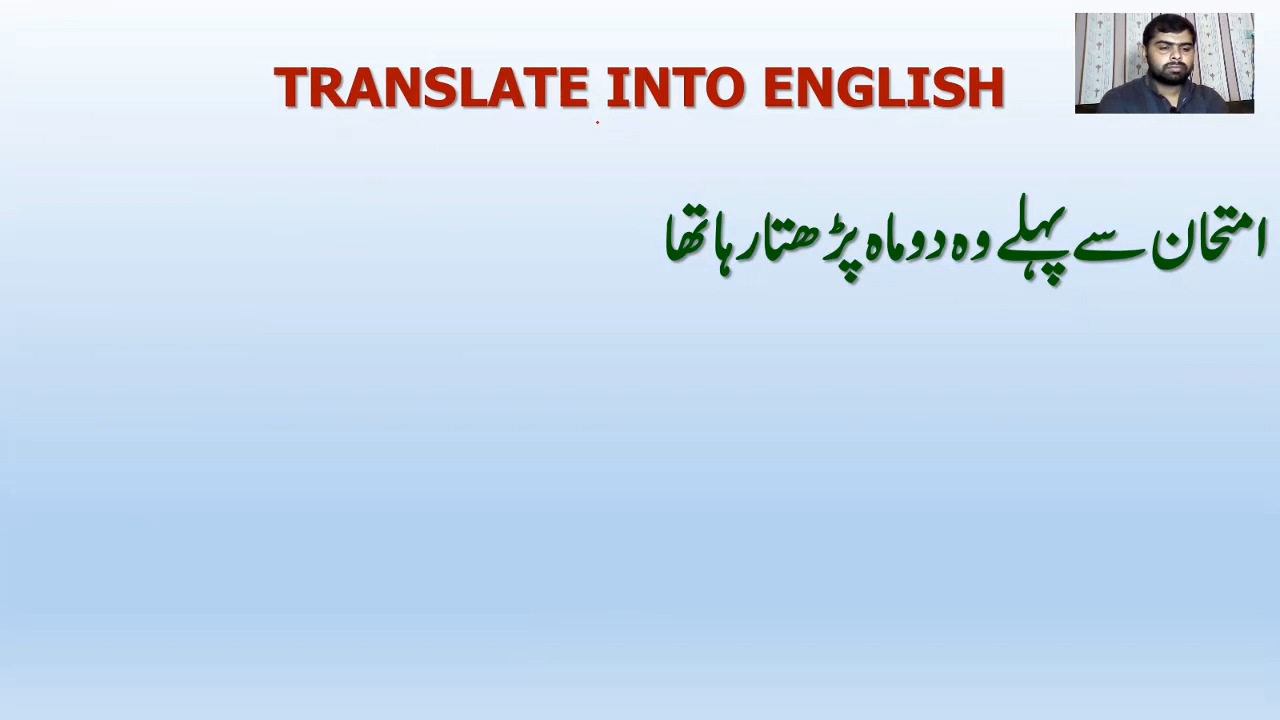 TRANSLATE INTO ENGLISH
امتحان سے پہلے وہ دو ماہ پڑھتا رہا تھا